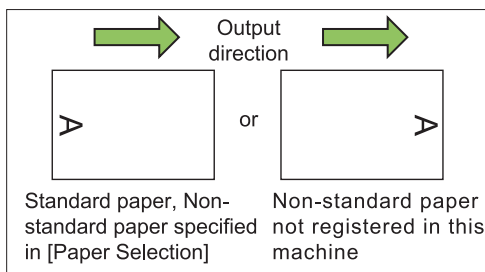 Output
direction
A
or
A
Standard paper, Non-
standard paper specified
in [Paper Selection]
Non-standard paper
not registered in this
machine